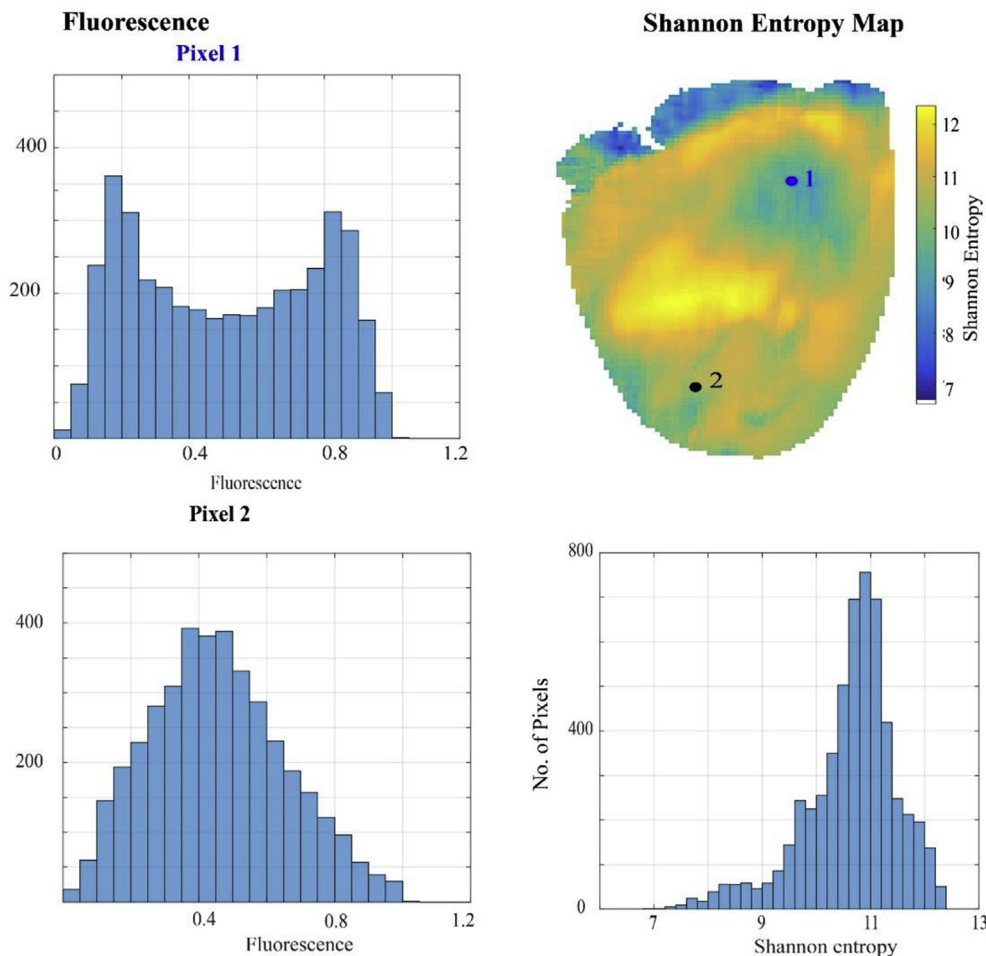 Fluorescence
Pixel 1
400
200
0 0.4 0.8 1.2
Fluorescence
Shannon Entropy Map
1
2
12
11
10
9
8
7
Shannon Entropy
Pixel 2
400
200
0.4 0.8 1.2
Fluorescence
No. of Pixels
800
400
0
7 9 11 13
Shannon entropy